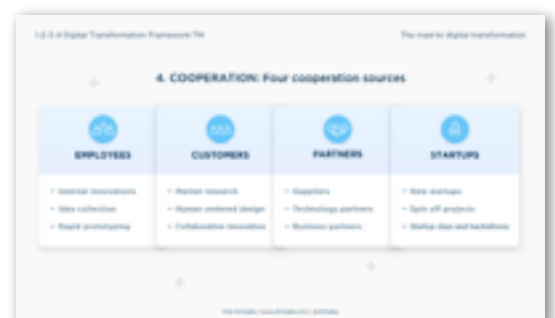 1-2-3-4 Digital Transformation Framework TM
The road to digital transformation
4. COOPERATION: Four cooperation sources
EMPLOYEES
Internal innovations
Idea collection
Rapid prototyping
CUSTOMERS
Market research
Human centered design
Collaborative innovation
PARTNERS
Suppliers
Technology partners
Business partners
STARTUPS
New startups
Spin off projects
Startup days and hackathons